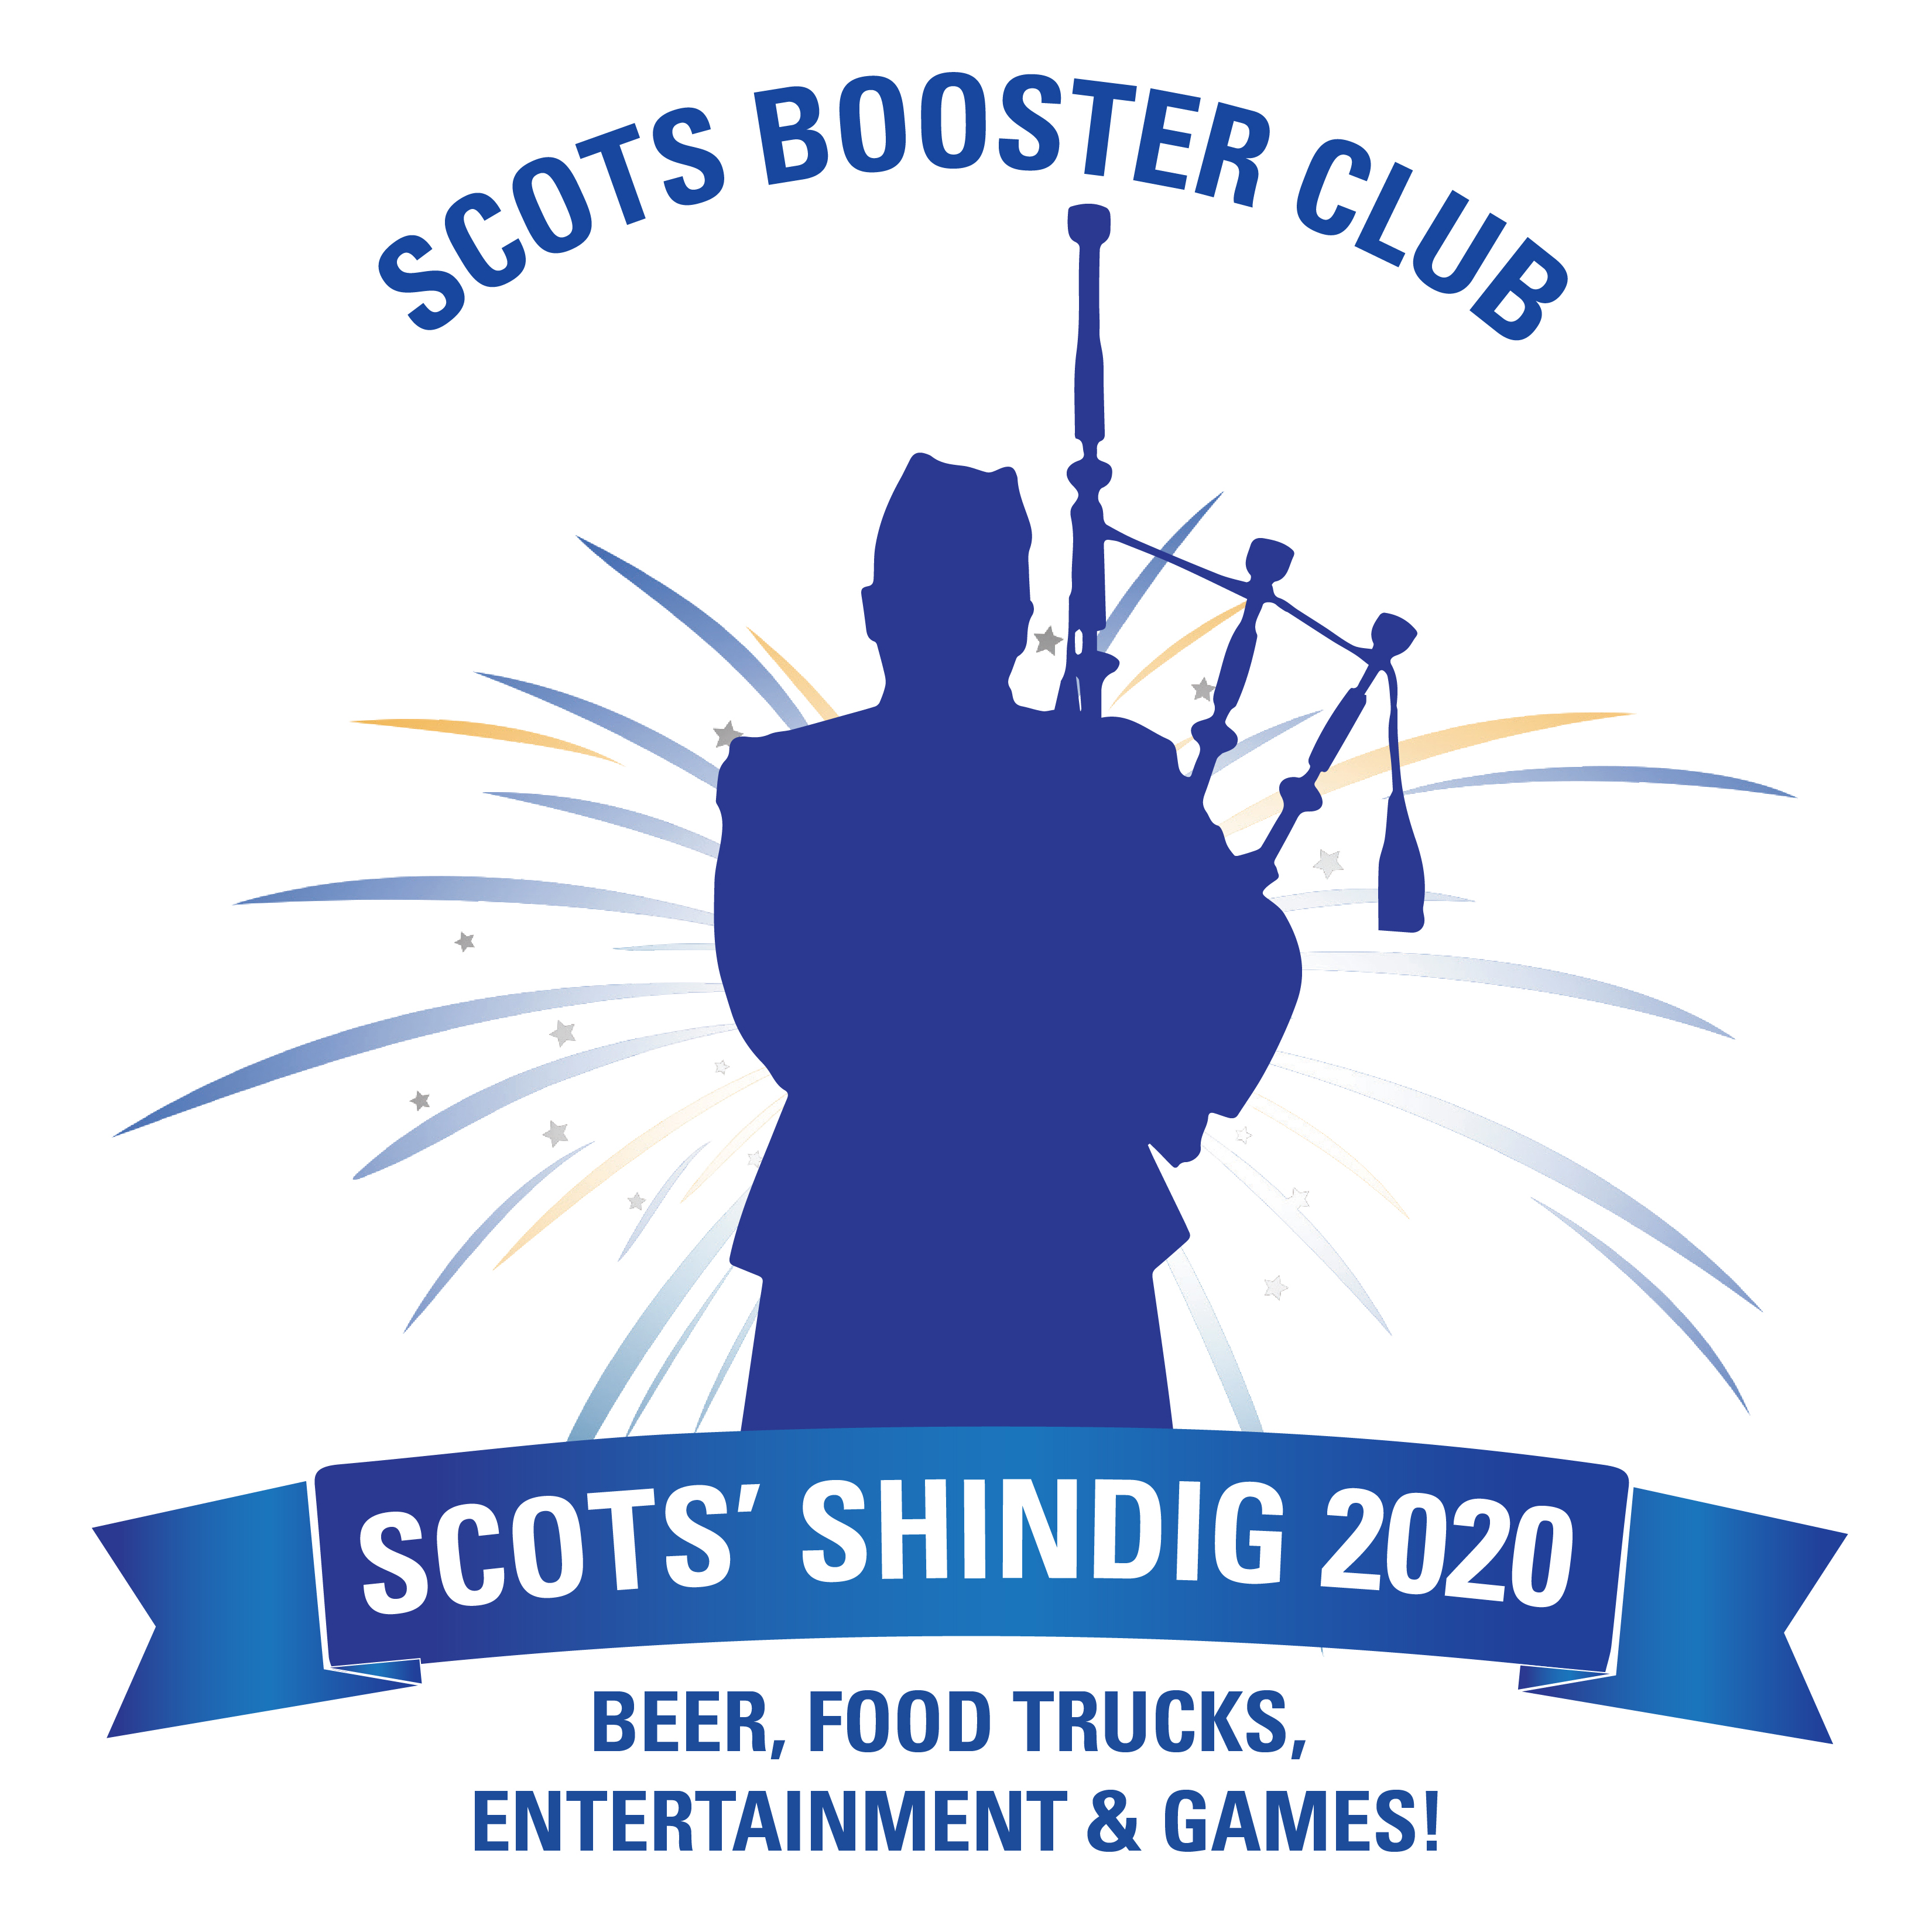 SCOTS BOOSTER CLUB
SCOTS’ SHINDIG 2020
BEER, FOOD TRUCKS,
ENTERTAINMENT & GAMES!